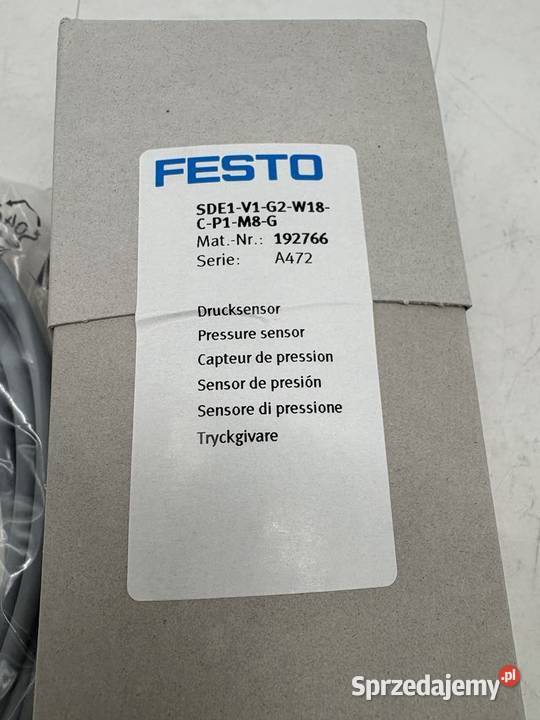 FESTO
SDE1-V1-G2-W18-
C-P1-M8-G
Mat.-Nr.: 192766
Serie: A472
Drucksensor
Pressure sensor
Capteur de pression
Sensor de presión
Sensore di pressione
Tryckgivare
Sprzedajemy.pl